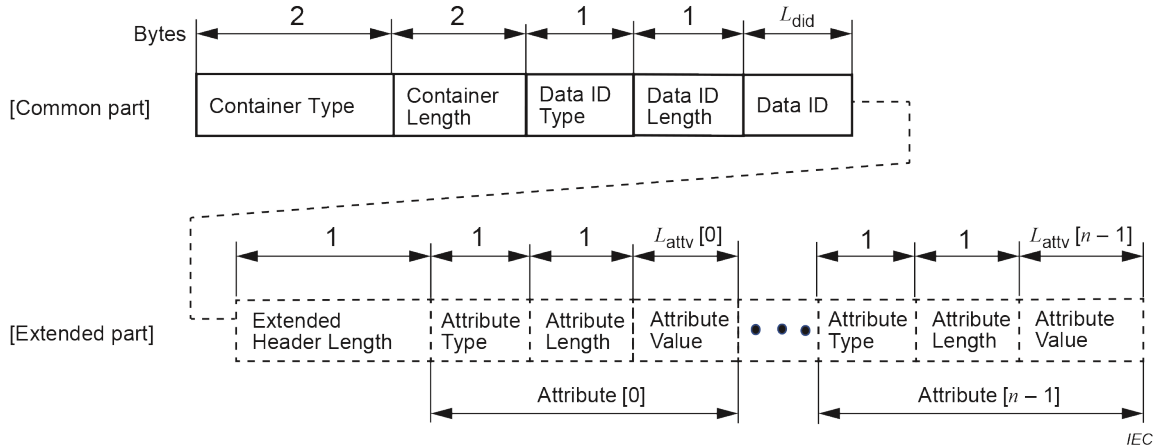 Bytes 2 2 1 1 L_did
[Common part] Container Type Container Length Data ID Type Data ID Length Data ID
1 1 1 L_attv [0] 1 1 L_attv [n – 1]
[Extended part] Extended Header Length Attribute Type Attribute Length Attribute Value • • • Attribute Type Attribute Length Attribute Value
Attribute [0] Attribute [n – 1]
IEC